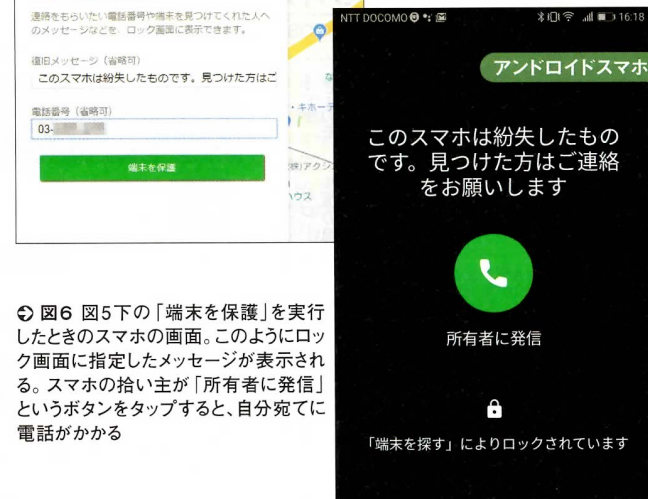 連絡をもらいたい電話番号や端末を見つけてくれた人へ
のメッセージなどを、ロック画面に表示できます。
復旧メッセージ（省略可）
このスマホは紛失したものです。見つけた方はご
電話番号（省略可）
03-
端末を保護
・キホーテ
(株)アクシ
ハウス
図6 図5下の「端末を保護」を実行
したときのスマホの画面。このようにロッ
ク画面に指定したメッセージが表示され
る。スマホの拾い主が「所有者に発信」
というボタンをタップすると、自分宛てに
電話がかかる
NTT DOCOMO 16:18
アンドロイドスマホ
このスマホは紛失したもの
です。見つけた方はご連絡
をお願いします
所有者に発信
「端末を探す」によりロックされています